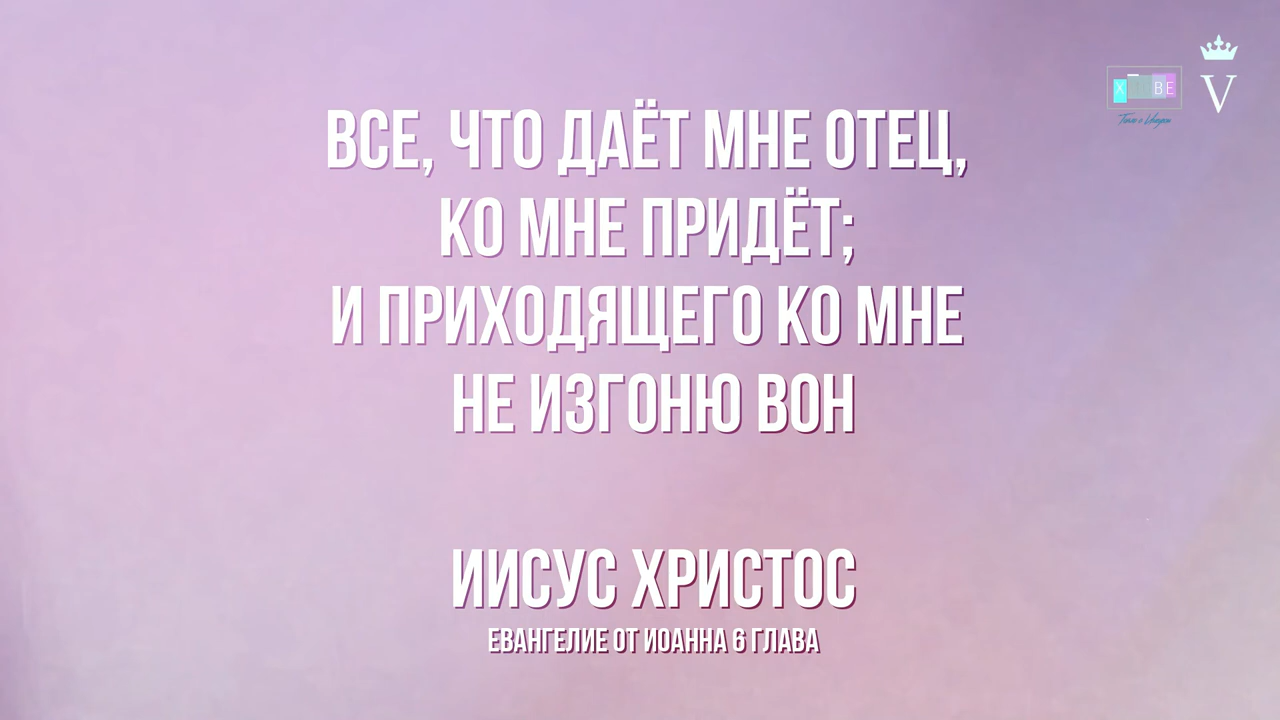 ВСЕ, ЧТО ДАЁТ МНЕ ОТЕЦ,
КО МНЕ ПРИДЁТ;
И ПРИХОДЯЩЕГО КО МНЕ
НЕ ИЗГОНЮ ВОН
ИИСУС ХРИСТОС
ЕВАНГЕЛИЕ ОТ ИОАННА 6 ГЛАВА
V